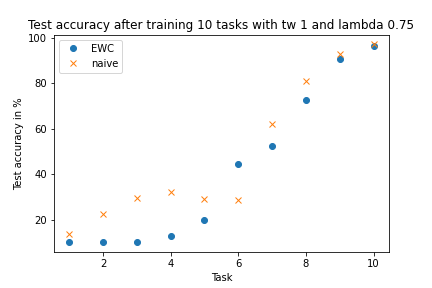 Test accuracy after training 10 tasks with tw 1 and lambda 0.75
EWC
naive
100
80
60
40
20
Test accuracy in %
2 4 6 8 10
Task